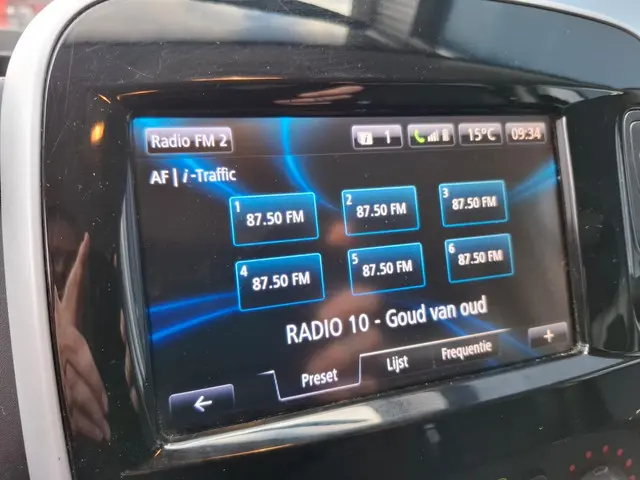 Radio FM 2
1
15°C
09:34
AF | i-Traffic
1 87.50 FM
2 87.50 FM
3 87.50 FM
4 87.50 FM
5 87.50 FM
6 87.50 FM
RADIO 10 - Goud van oud
Preset
Lijst
Frequentie
+